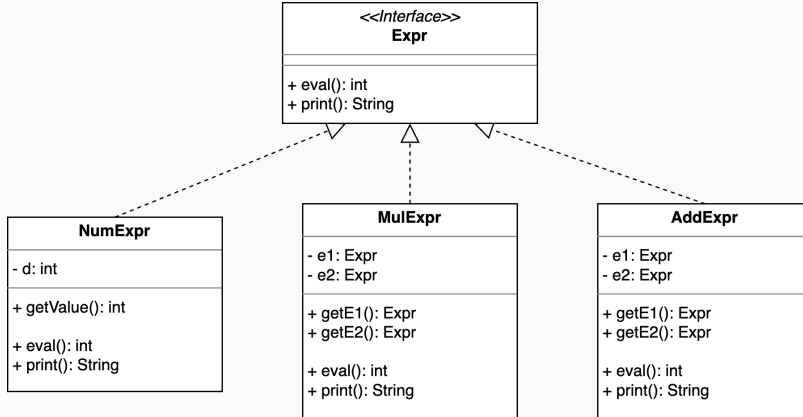 <<Interface>>
Expr
+ eval(): int
+ print(): String
NumExpr
- d: int
+ getValue(): int
+ eval(): int
+ print(): String
MulExpr
- e1: Expr
- e2: Expr
+ getE1(): Expr
+ getE2(): Expr
+ eval(): int
+ print(): String
AddExpr
- e1: Expr
- e2: Expr
+ getE1(): Expr
+ getE2(): Expr
+ eval(): int
+ print(): String